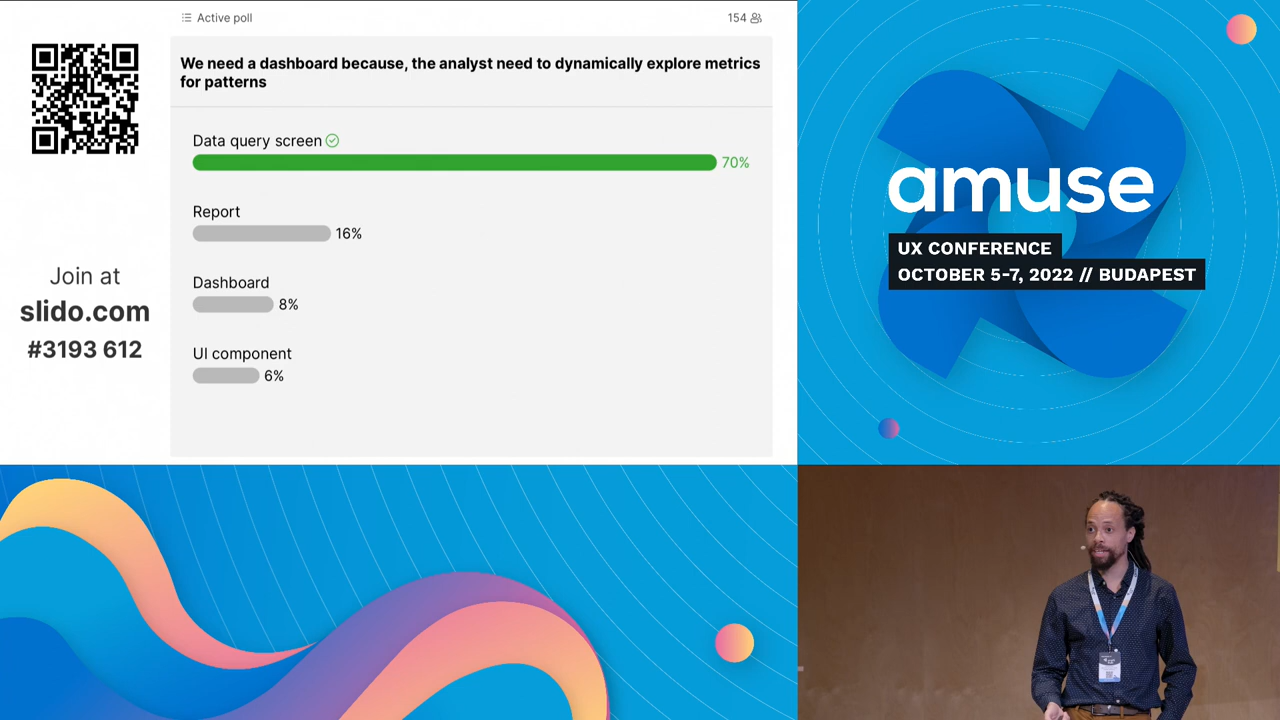 Active poll
154
We need a dashboard because, the analyst need to dynamically explore metrics
for patterns
Data query screen
70%
Report
16%
Dashboard
8%
UI component
6%
Join at
slido.com
#3193 612
amuse
UX CONFERENCE
OCTOBER 5-7, 2022 // BUDAPEST